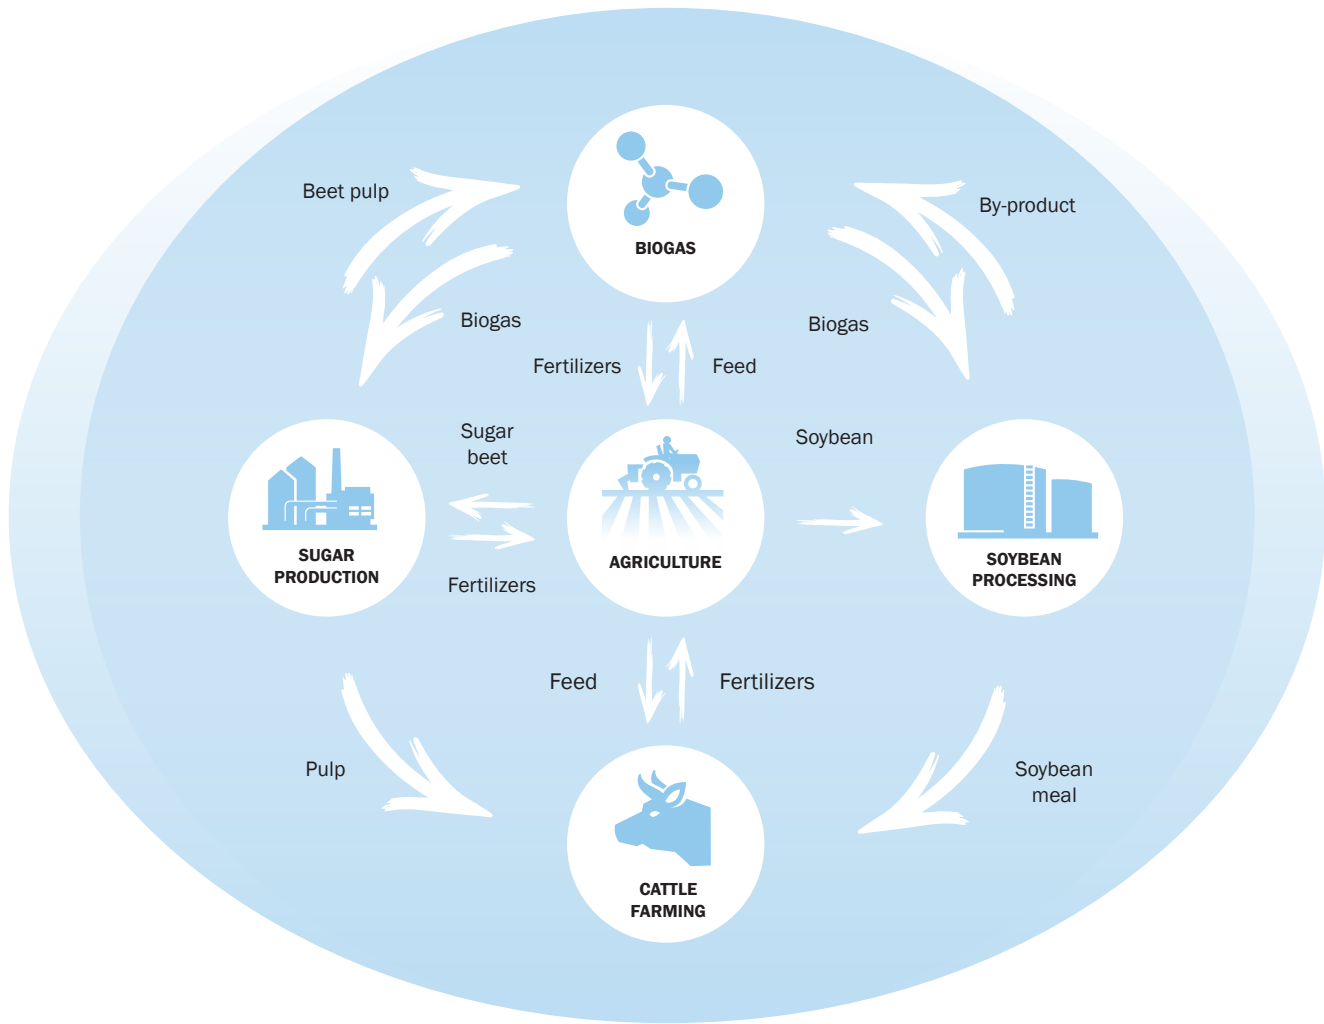 Beet pulp
By-product
BIOGAS
Biogas
Biogas
Fertilizers
Feed
Sugar
beet
Soybean
SUGAR
PRODUCTION
AGRICULTURE
SOYBEAN
PROCESSING
Fertilizers
Feed
Fertilizers
Pulp
Soybean
meal
CATTLE
FARMING